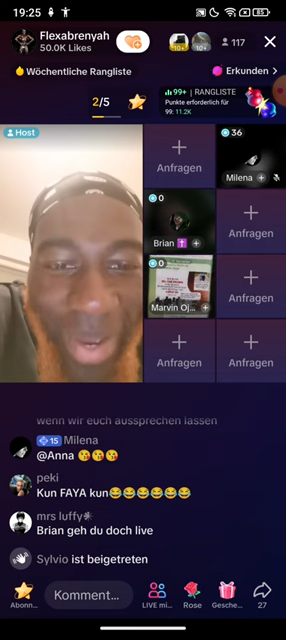 19:25
85
Flexabrenyah
50.0K Likes
10+
10+
117
Wöchentliche Rangliste
Erkunden >
2/5
99+ | RANGLISTE
Punkte erforderlich für
99: 11.2K
Host
Anfragen
36
Milena
0
Brian
Anfragen
0
Marvin Oj...
Anfragen
Anfragen
Anfragen
wenn wir euch aussprechen lassen
15 Milena
@Anna 😘😘😘
peki
Kun FAYA kun😂😂😂😂😂😂
mrs luffy
Brian geh du doch live
Sylvio ist beigetreten
Komment...
Abonn...
LIVE mi...
Rose
Gesche...
27